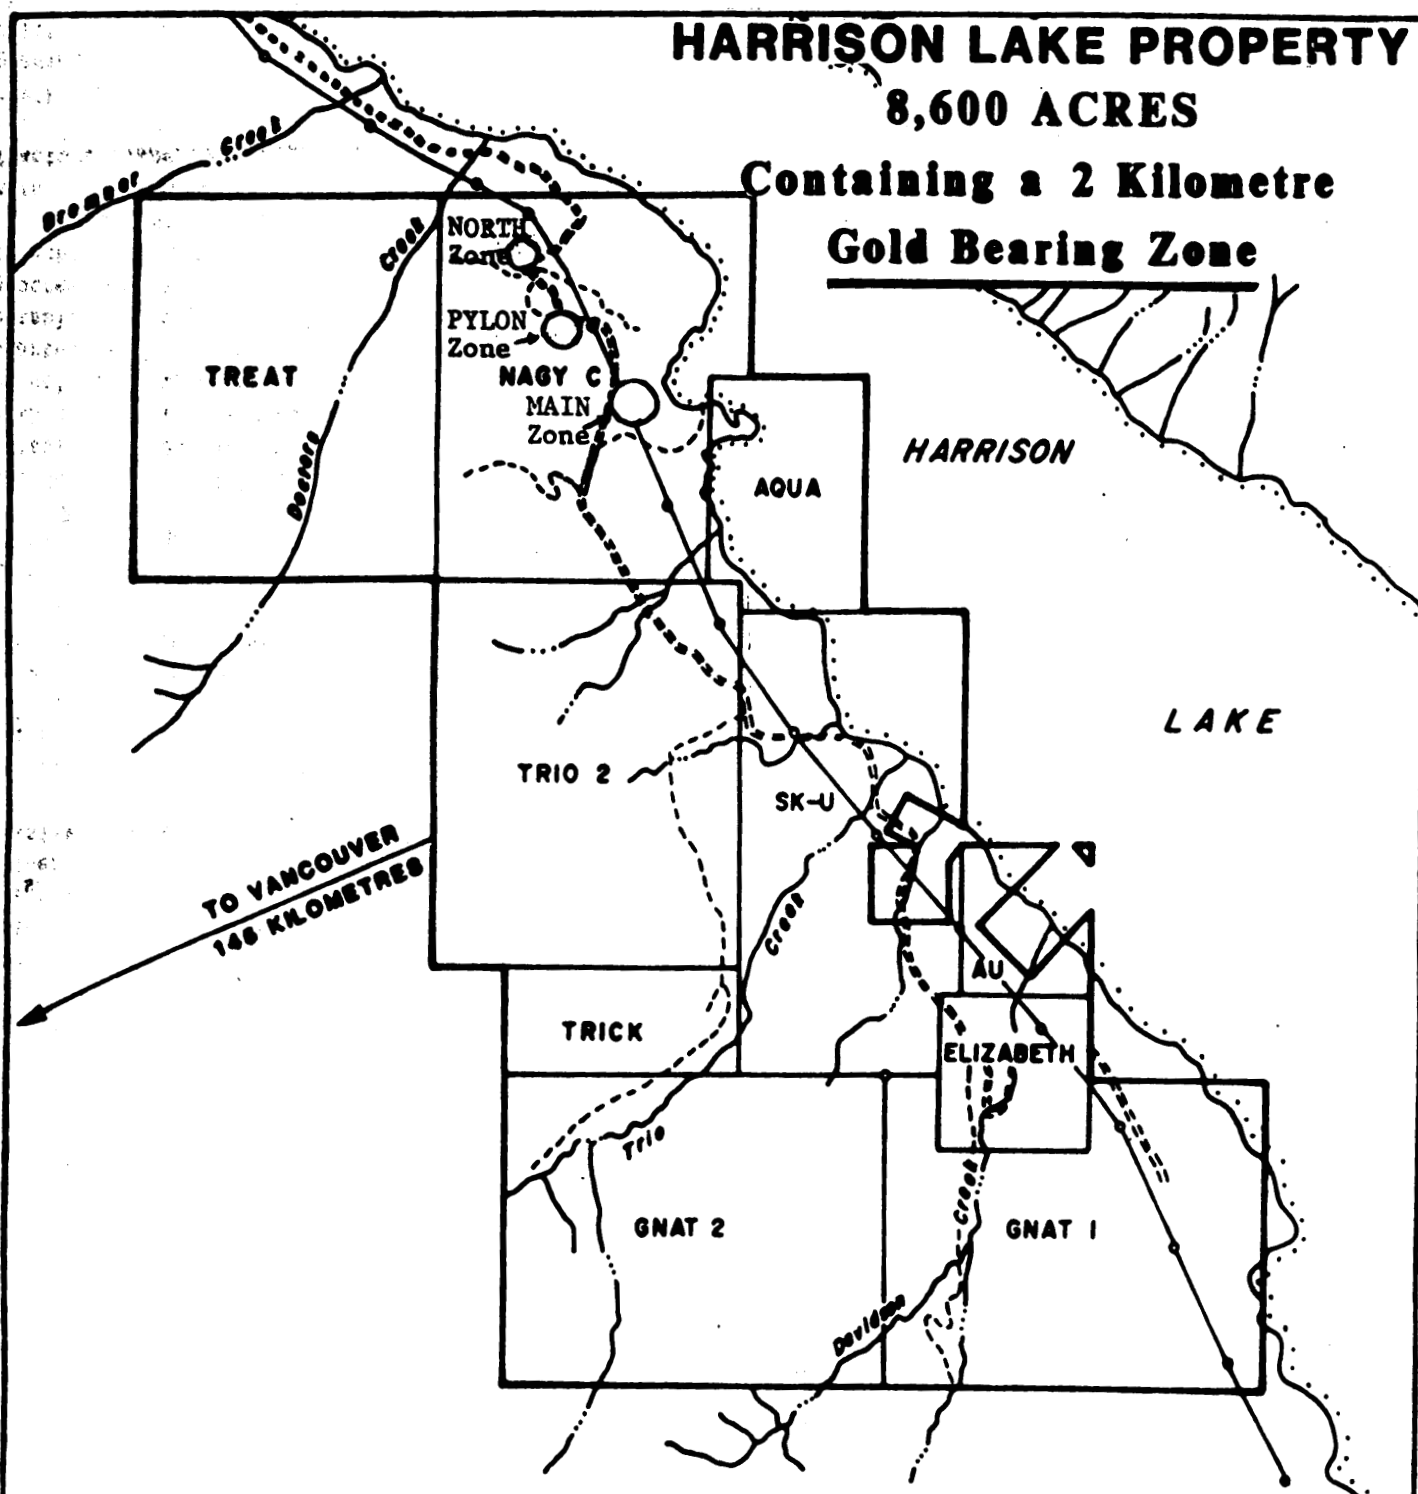 HARRISON LAKE PROPERTY
8,600 ACRES
Containing a 2 Kilometre
Gold Bearing Zone
Creek
NORTH
Zone
Creek
PYLON
Zone
TREAT
NAGY C
MAIN
Zone
HARRISON
AQUA
LAKE
TRIO 2
SK-U
TO VANCOUVER
145 KILOMETRES
Creek
AU
TRICK
ELIZABETH
Trio
Creek
GNAT 2
GNAT 1
Davidson